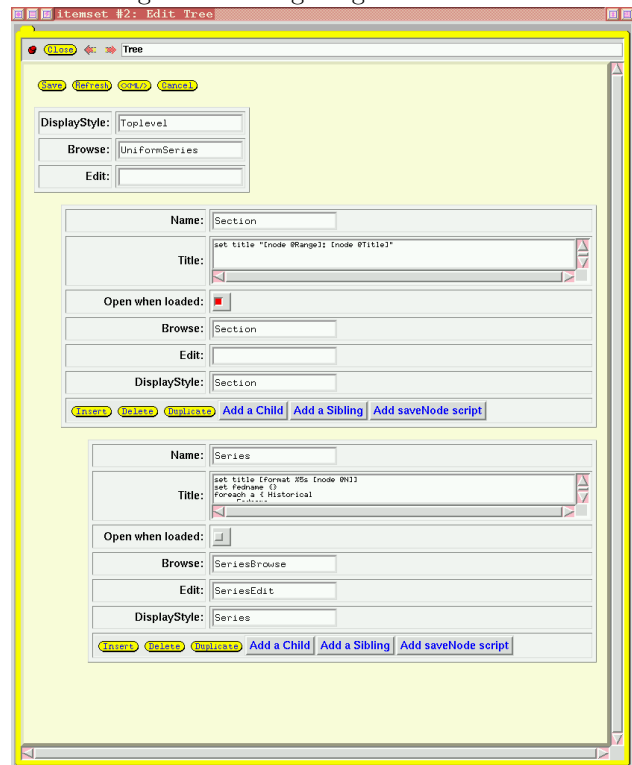 itemset #2: Edit Tree
Close Tree
Save Refresh <XML/> Cancel
DisplayStyle: Toplevel
Browse: UniformSeries
Edit:
Name: Section
Title: set title "[node @Range]: [node @Title]"
Open when loaded:
Browse: Section
Edit:
DisplayStyle: Section
Insert Delete Duplicate Add a Child Add a Sibling Add saveNode script
Name: Series
Title: set title [format %5s [node @N]]
set fedname {}
foreach a { Historical
Open when loaded:
Browse: SeriesBrowse
Edit: SeriesEdit
DisplayStyle: Series
Insert Delete Duplicate Add a Child Add a Sibling Add saveNode script